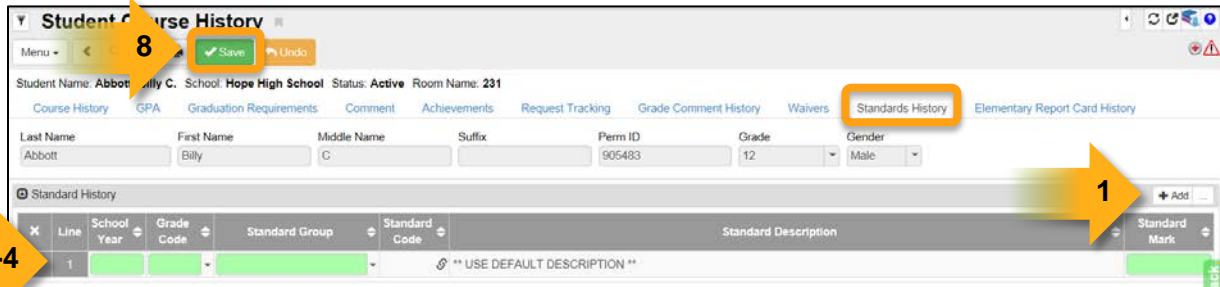 Student Course History
8
Menu
Save
Undo
Student Name: Abbott, Billy C. School: Hope High School Status: Active Room Name: 231
Course History GPA Graduation Requirements Comment Achievements Request Tracking Grade Comment History Waivers Standards History Elementary Report Card History
Last Name First Name Middle Name Suffix Perm ID Grade Gender
Abbott Billy C 905483 12 Male
Standard History
1
+ Add ...
Line School Year Grade Code Standard Group Standard Code Standard Description Standard Mark
-4
1 ** USE DEFAULT DESCRIPTION **